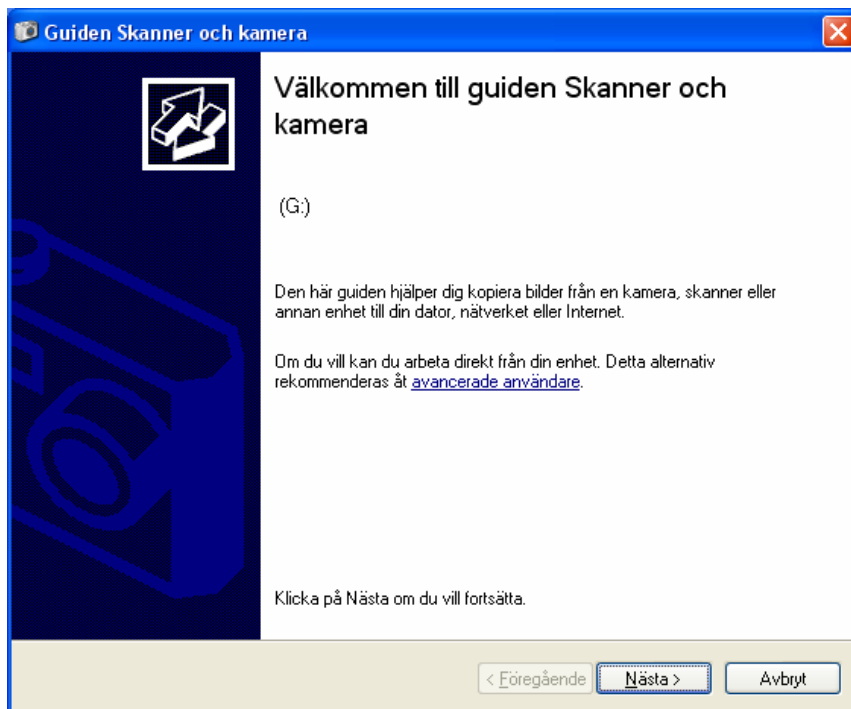 Guiden Skanner och kamera
Välkommen till guiden Skanner och
kamera
(G:)
Den här guiden hjälper dig kopiera bilder från en kamera, skanner eller
annan enhet till din dator, nätverket eller Internet.
Om du vill kan du arbeta direkt från din enhet. Detta alternativ
rekommenderas åt avancerade användare.
Klicka på Nästa om du vill fortsätta.
< Föregående Nästa > Avbryt